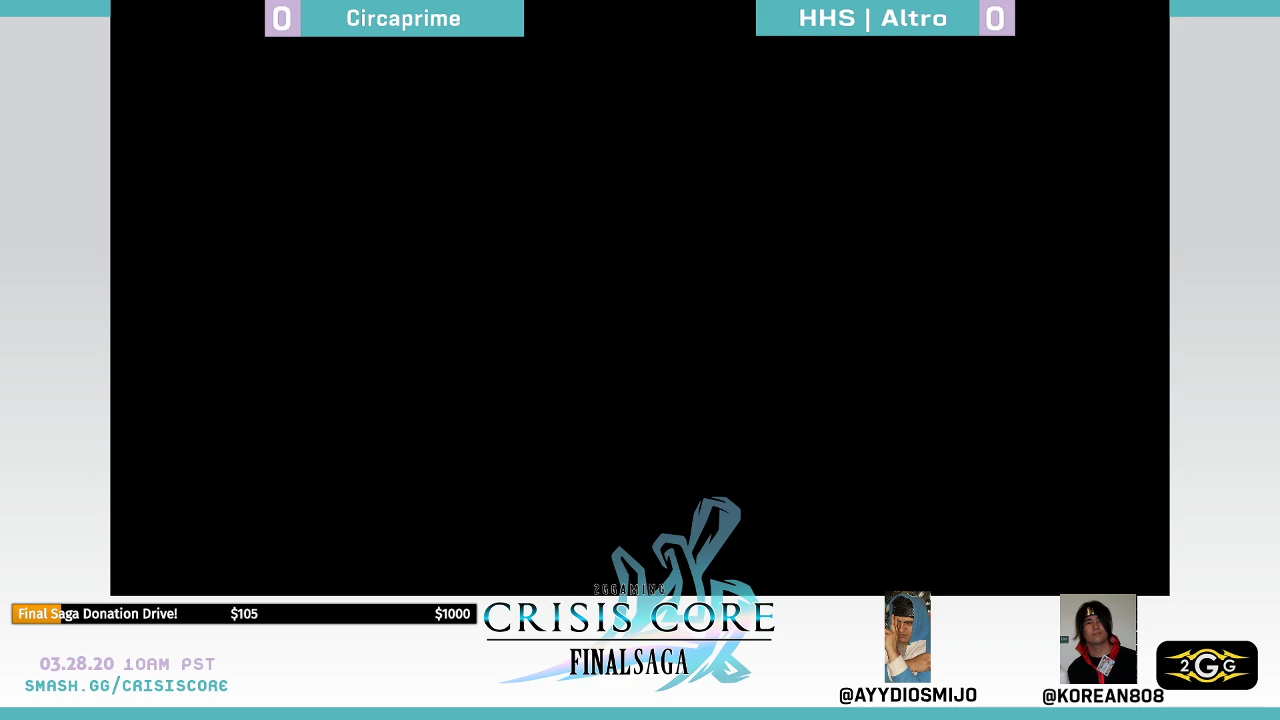 0 Circaprime
HHS | Altro 0
2GGAMING
CRISIS CORE
FINALSAGA
Final Saga Donation Drive! $105 $1000
03.28.20 10AM PST
SMASH.GG/CRISISCORE
@AYYDIOSMIJO
@KOREAN808
2GG